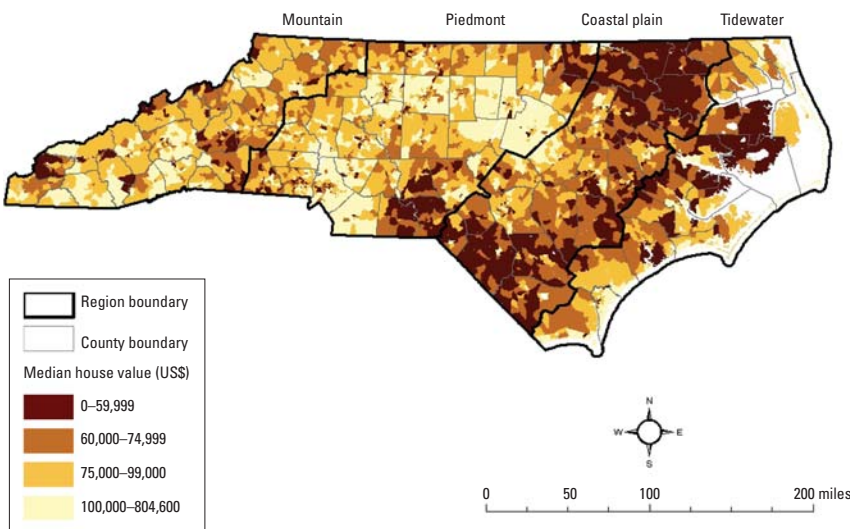 Mountain Piedmont Coastal plain Tidewater
Region boundary
County boundary
Median house value (US$)
0–59,999
60,000–74,999
75,000–99,000
100,000–804,600
N
W E
S
0 50 100 200 miles